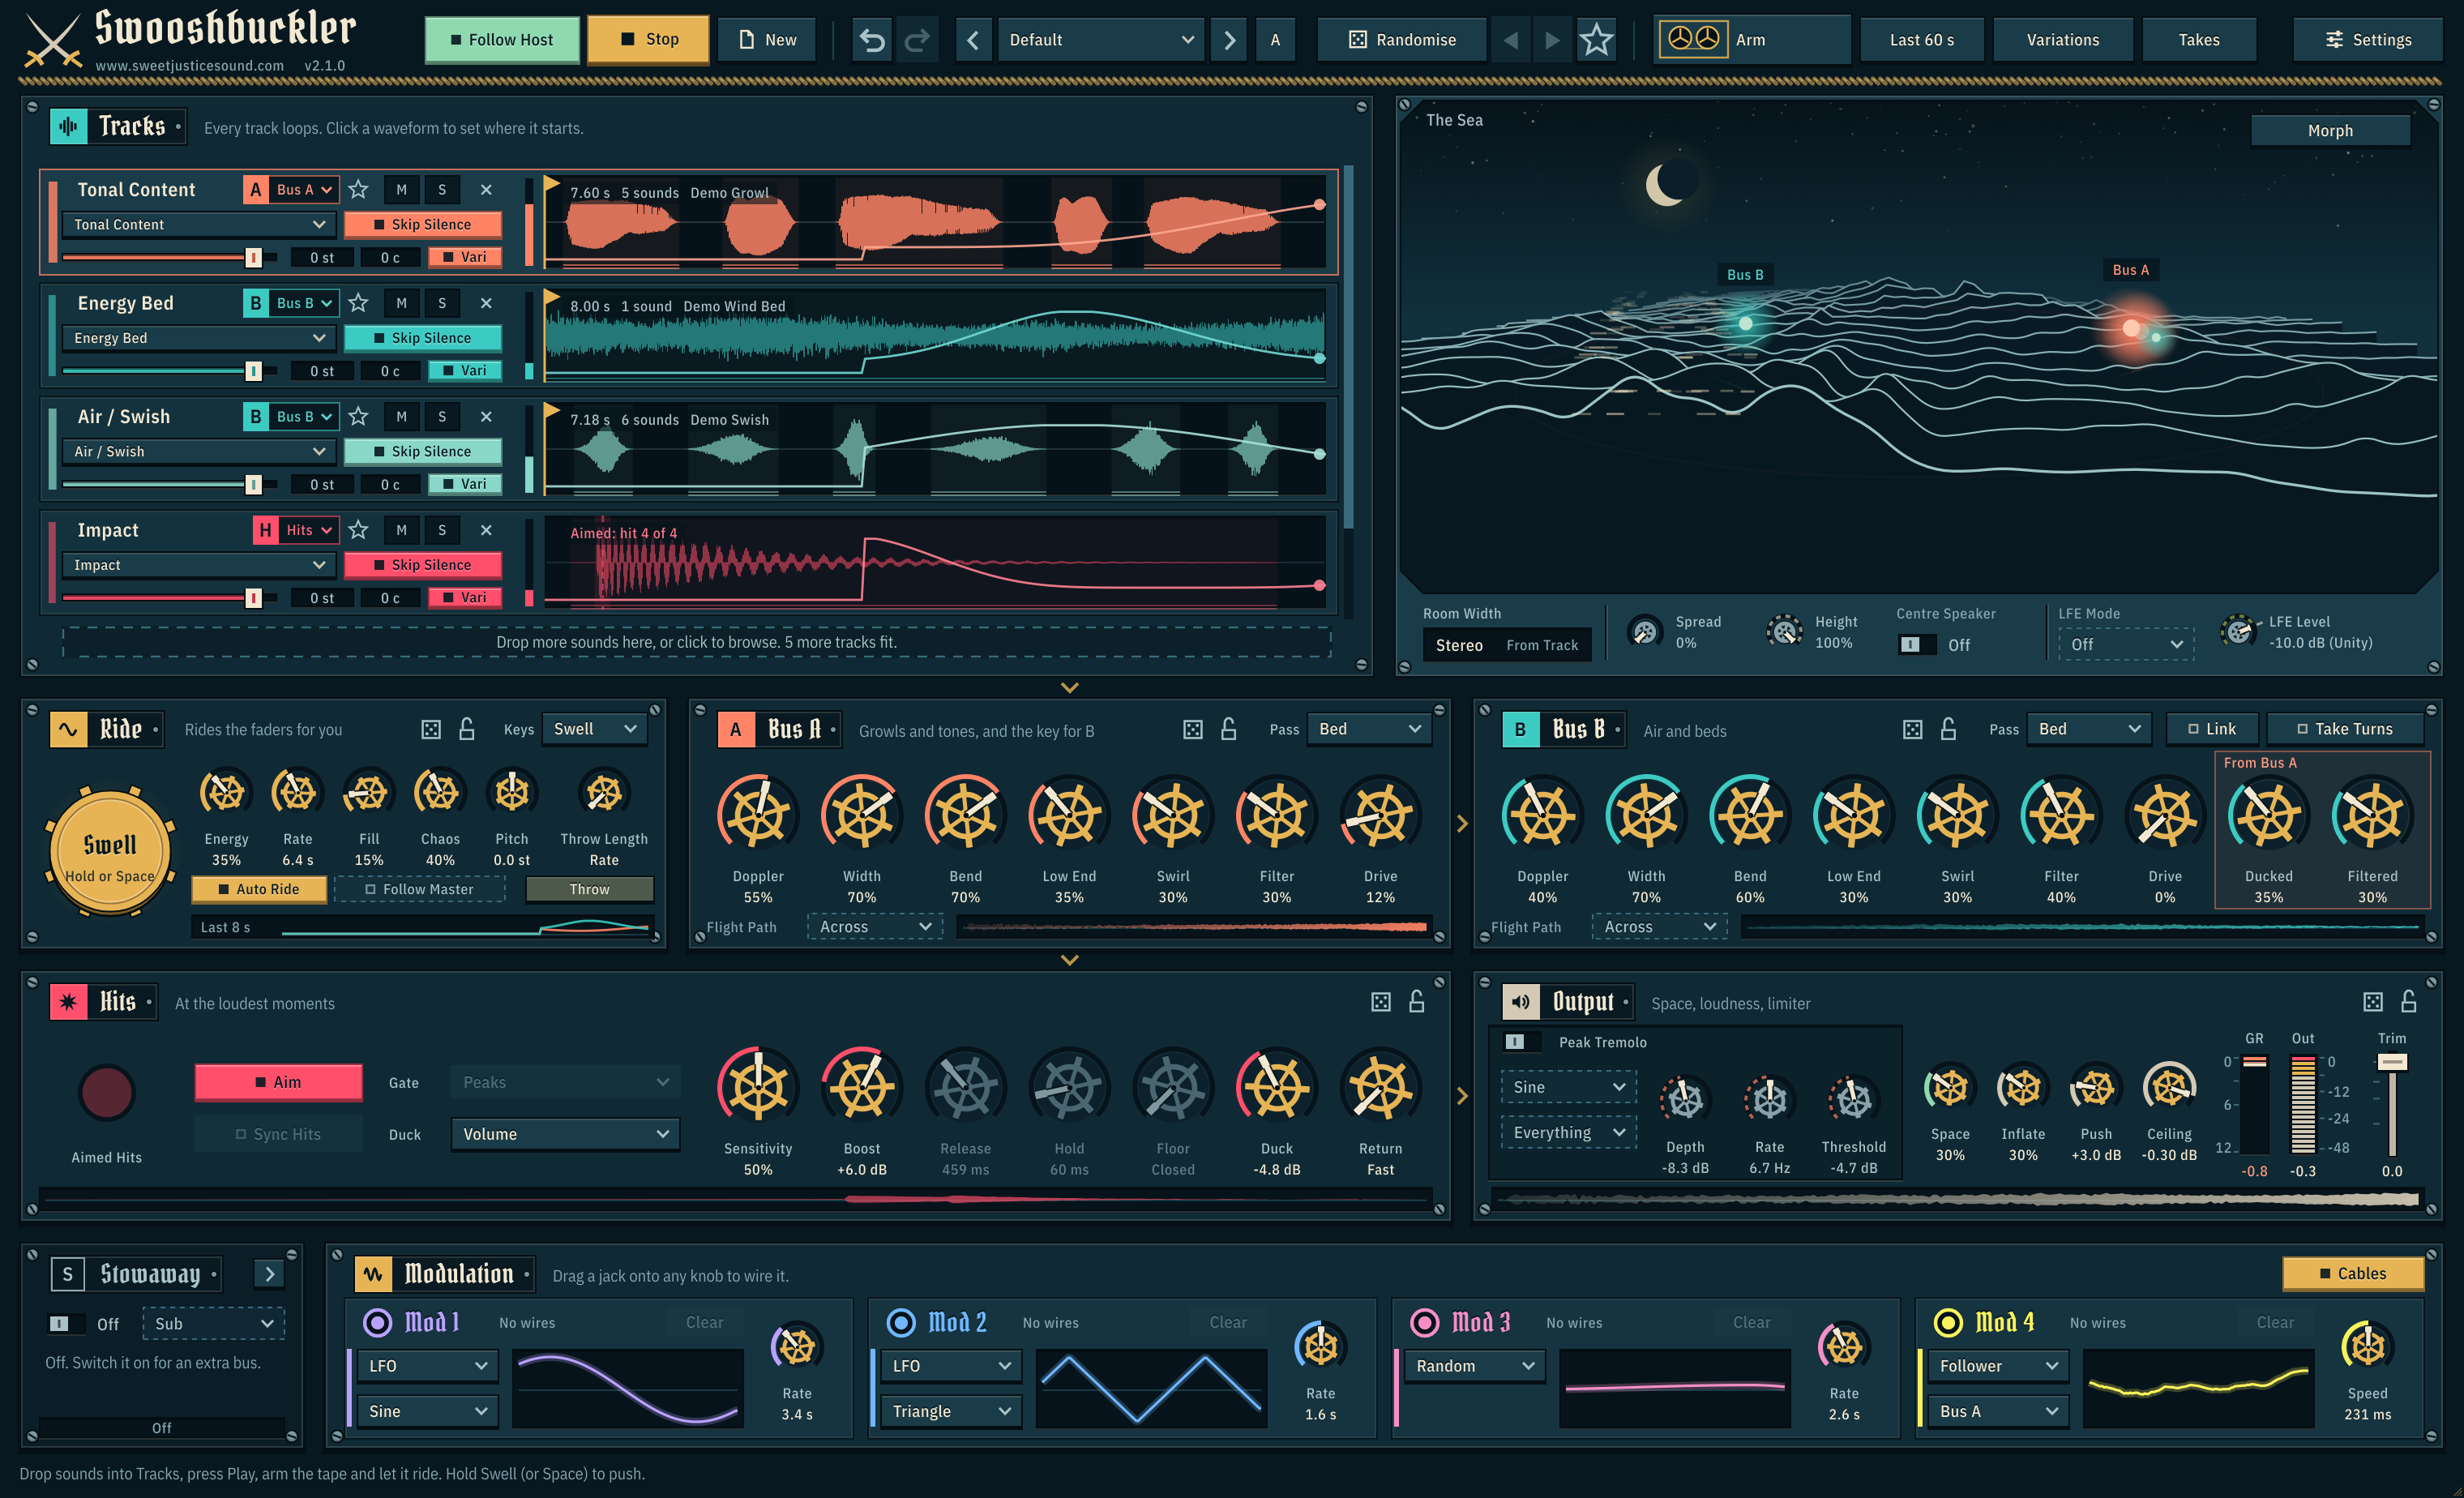 Swooshbuckler
www.sweetjusticesound.com v2.1.0
Follow Host
Stop
New
Default
A
Randomise
Arm
Last 60 s
Variations
Takes
Settings
Tracks
Every track loops. Click a waveform to set where it starts.
Tonal Content
A Bus A
M S
Tonal Content
Skip Silence
0 st 0 c Vari
7.60 s 5 sounds Demo Growl
Energy Bed
B Bus B
M S
Energy Bed
Skip Silence
0 st 0 c Vari
8.00 s 1 sound Demo Wind Bed
Air / Swish
B Bus B
M S
Air / Swish
Skip Silence
0 st 0 c Vari
7.18 s 6 sounds Demo Swish
Impact
H Hits
M S
Impact
Skip Silence
0 st 0 c Vari
Aimed: hit 4 of 4
Drop more sounds here, or click to browse. 5 more tracks fit.
The Sea
Morph
Bus B
Bus A
Room Width
Stereo From Track
Spread
0%
Height
100%
Centre Speaker
Off
LFE Mode
Off
LFE Level
-10.0 dB (Unity)
Ride
Rides the faders for you
Keys Swell
Swell
Hold or Space
Energy Rate Fill Chaos Pitch Throw Length
35% 6.4 s 15% 40% 0.0 st Rate
Auto Ride
Follow Master
Throw
Last 8 s
A Bus A
Growls and tones, and the key for B
Pass Bed
Doppler Width Bend Low End Swirl Filter Drive
55% 70% 70% 35% 30% 30% 12%
Flight Path Across
B Bus B
Air and beds
Pass Bed
Link
Take Turns
From Bus A
Doppler Width Bend Low End Swirl Filter Drive Ducked Filtered
40% 70% 60% 30% 30% 40% 0% 35% 30%
Flight Path Across
Hits
At the loudest moments
Aimed Hits
Aim
Sync Hits
Gate Peaks
Duck Volume
Sensitivity Boost Release Hold Floor Duck Return
50% +6.0 dB 459 ms 60 ms Closed -4.8 dB Fast
Output
Space, loudness, limiter
Peak Tremolo
Sine
Everything
Depth Rate Threshold
-8.3 dB 6.7 Hz -4.7 dB
Space Inflate Push Ceiling
30% 30% +3.0 dB -0.30 dB
GR Out Trim
0 0
-12
6 -24
12 -48
-0.8 -0.3 0.0
S Stowaway
Off Sub
Off. Switch it on for an extra bus.
Off
Modulation
Drag a jack onto any knob to wire it.
Cables
Mod 1 No wires Clear
LFO
Sine
Rate
3.4 s
Mod 2 No wires Clear
LFO
Triangle
Rate
1.6 s
Mod 3 No wires Clear
Random
Rate
2.6 s
Mod 4 No wires Clear
Follower
Bus A
Speed
231 ms
Drop sounds into Tracks, press Play, arm the tape and let it ride. Hold Swell (or Space) to push.